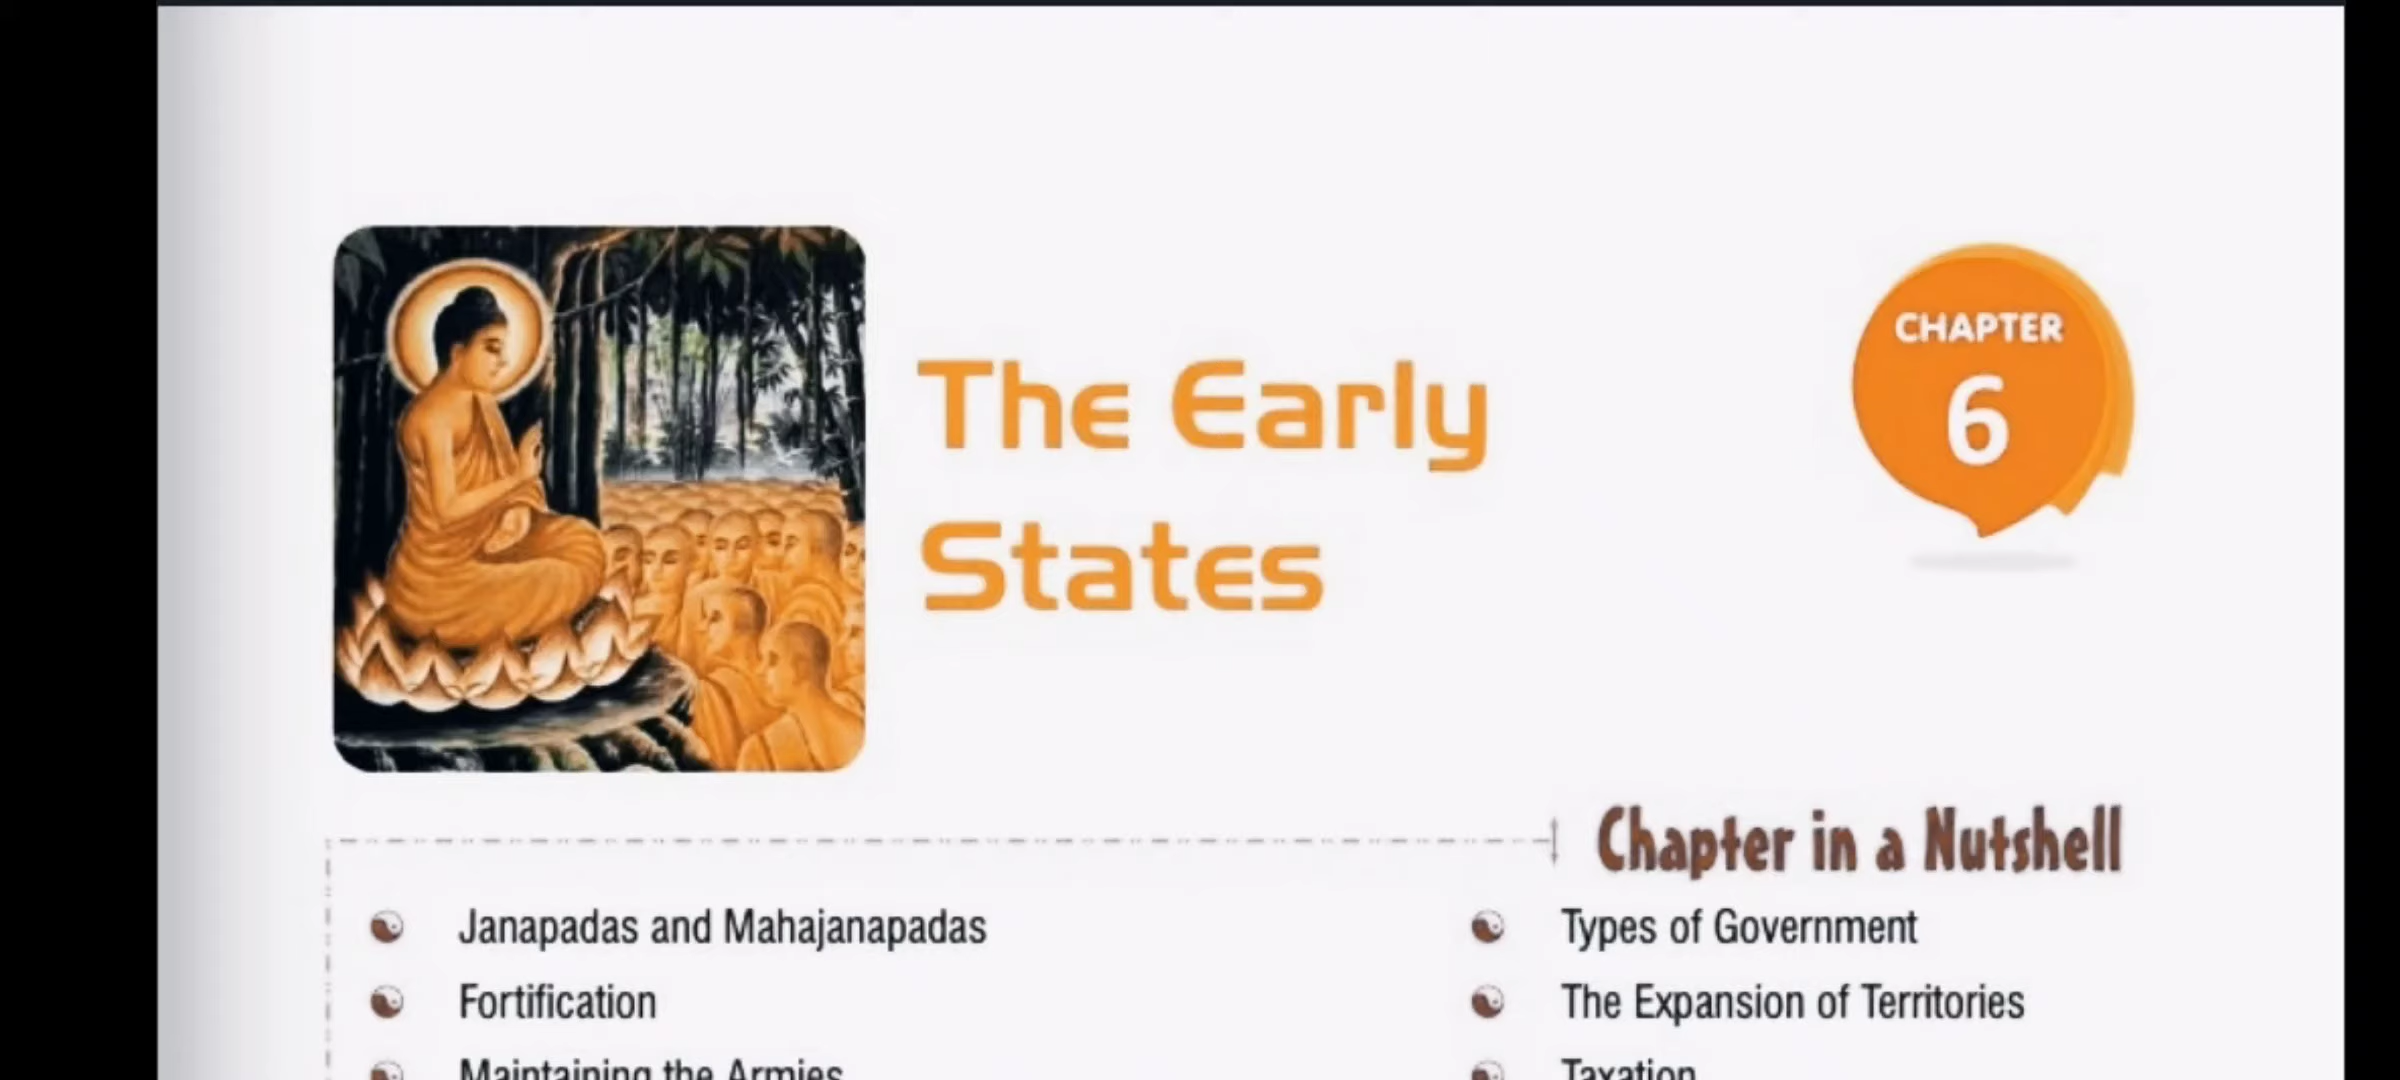 The Early
States
CHAPTER
6
Chapter in a Nutshell
Janapadas and Mahajanapadas
Fortification
Maintaining the Armies
Types of Government
The Expansion of Territories
Taxation